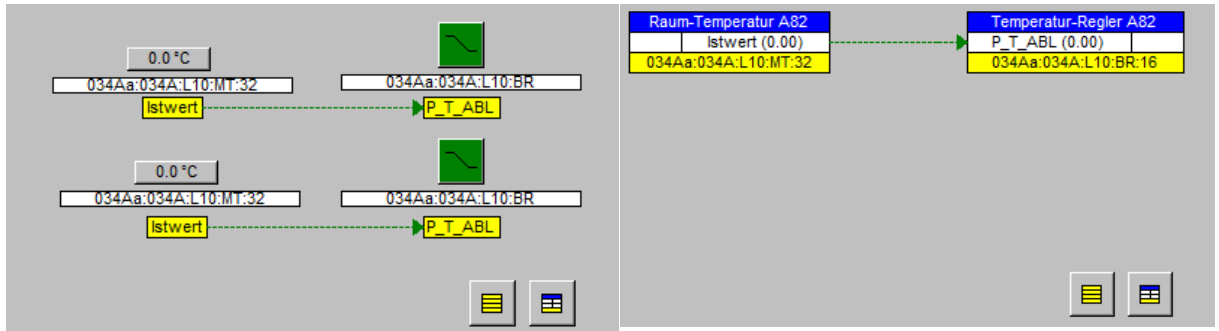 0.0 °C
034Aa:034A:L10:MT:32
034Aa:034A:L10:BR
Istwert
P_T_ABL
0.0 °C
034Aa:034A:L10:MT:32
034Aa:034A:L10:BR
Istwert
P_T_ABL
Raum-Temperatur A82
Istwert (0.00)
034Aa:034A:L10:MT:32
Temperatur-Regler A82
P_T_ABL (0.00)
034Aa:034A:L10:BR:16